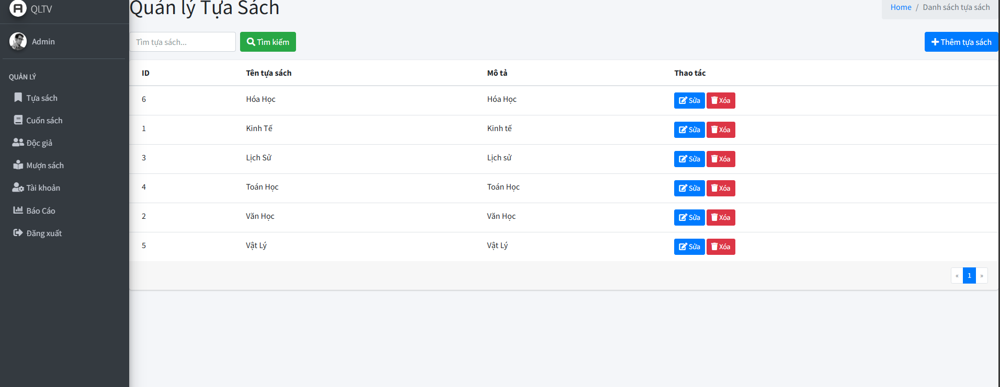 QLTV
Quản lý Tựa Sách
Home / Danh sách tựa sách
Admin
Tìm tựa sách...
Tìm kiếm
Thêm tựa sách
QUẢN LÝ
Tựa sách
Cuốn sách
Độc giả
Mượn sách
Tài khoản
Báo Cáo
Đăng xuất
ID Tên tựa sách Mô tả Thao tác
6 Hóa Học Hóa Học Sửa Xóa
1 Kinh Tế Kinh tế Sửa Xóa
3 Lịch Sử Lịch sử Sửa Xóa
4 Toán Học Toán Học Sửa Xóa
2 Văn Học Văn Học Sửa Xóa
5 Vật Lý Vật Lý Sửa Xóa
« 1 »